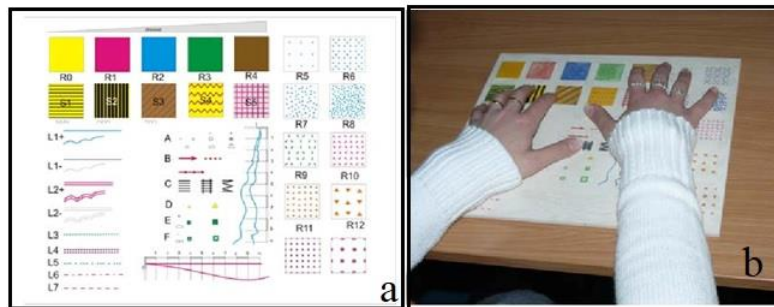 R0 R1 R2 R3 R4 R5 R6
S1 S2 S3 S4 S5
R7 R8
L1+
A
L1-
B
C
L2+
R9 R10
D
L2-
E
L3
F
L4
R11 R12
L5
L6
L7
a
b